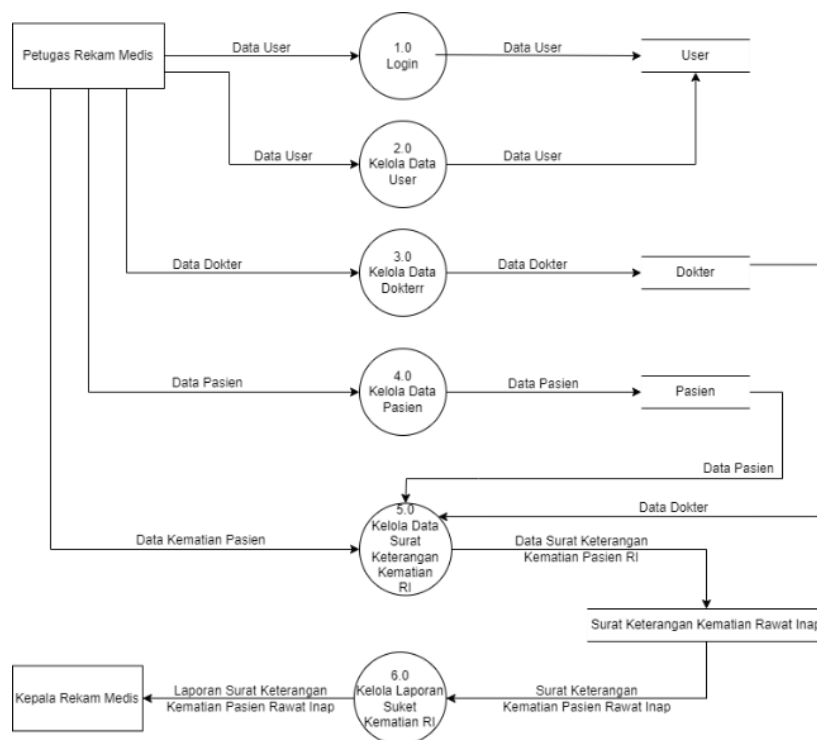 Petugas Rekam Medis
Data User
1.0
Login
Data User
User
Data User
2.0
Kelola Data
User
Data User
Data Dokter
3.0
Kelola Data
Dokterr
Data Dokter
Dokter
Data Pasien
4.0
Kelola Data
Pasien
Data Pasien
Pasien
Data Pasien
Data Dokter
Data Kematian Pasien
5.0
Kelola Data
Surat
Keterangan
Kematian
RI
Data Surat Keterangan
Kematian Pasien RI
Surat Keterangan Kematian Rawat Inap
Kepala Rekam Medis
Laporan Surat Keterangan
Kematian Pasien Rawat Inap
6.0
Kelola Laporan
Suket
Kematian RI
Surat Keterangan
Kematian Pasien Rawat Inap